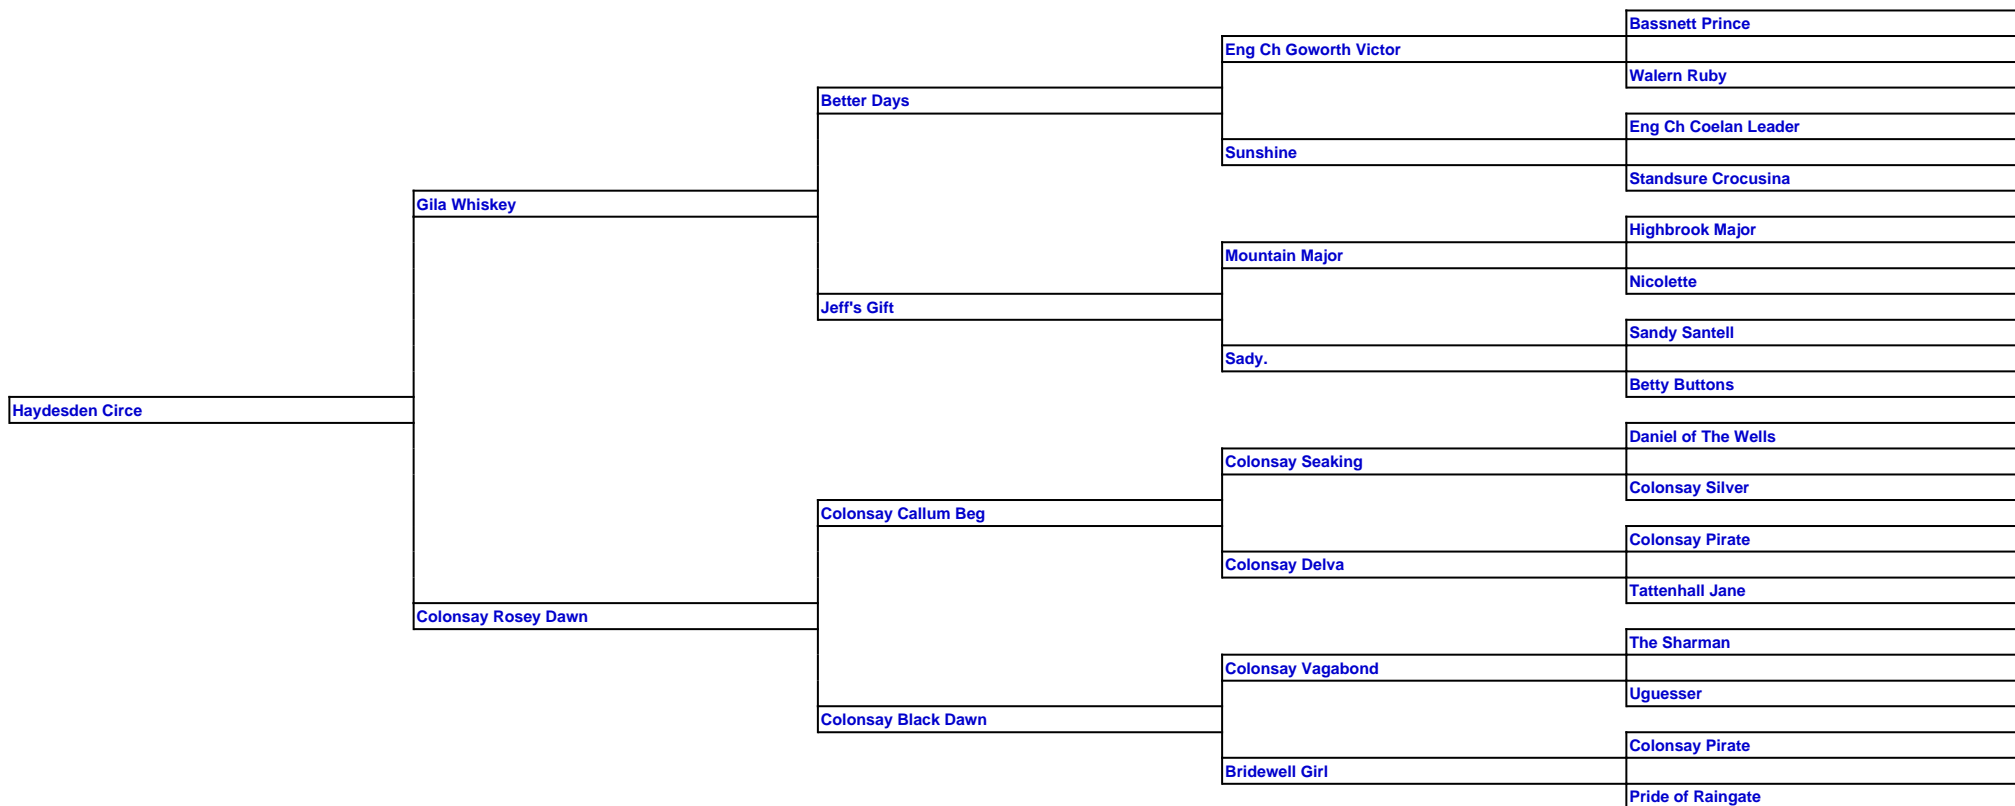 Bassnett Prince
Eng Ch Goworth Victor
Walern Ruby
Better Days
Eng Ch Coelan Leader
Sunshine
Standsure Crocusina
Gila Whiskey
Highbrook Major
Mountain Major
Nicolette
Jeff's Gift
Sandy Santell
Sady.
Betty Buttons
Haydesden Circe
Daniel of The Wells
Colonsay Seaking
Colonsay Silver
Colonsay Callum Beg
Colonsay Pirate
Colonsay Delva
Tattenhall Jane
Colonsay Rosey Dawn
The Sharman
Colonsay Vagabond
Uguesser
Colonsay Black Dawn
Colonsay Pirate
Bridewell Girl
Pride of Raingate